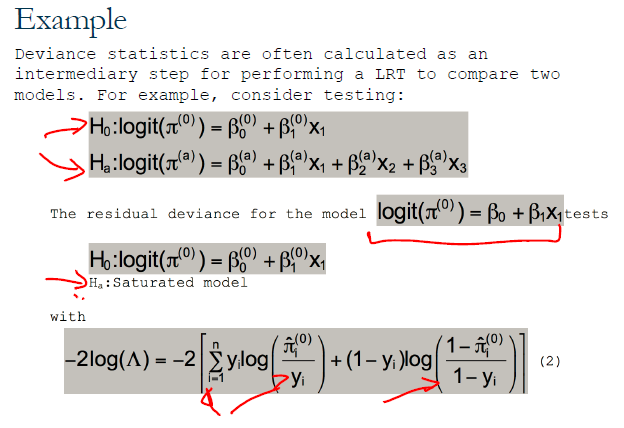 Example
Deviance statistics are often calculated as an
intermediary step for performing a LRT to compare two
models. For example, consider testing:
H₀:logit(π⁽⁰⁾) = β₀⁽⁰⁾ + β₁⁽⁰⁾x₁
Hₐ:logit(π⁽ᵃ⁾) = β₀⁽ᵃ⁾ + β₁⁽ᵃ⁾x₁ + β₂⁽ᵃ⁾x₂ + β₃⁽ᵃ⁾x₃
The residual deviance for the model logit(π⁽⁰⁾) = β₀ + β₁x₁ tests
H₀:logit(π⁽⁰⁾) = β₀⁽⁰⁾ + β₁⁽⁰⁾x₁
Hₐ:Saturated model
with
−2log(Λ) = −2[∑ᵢ₌₁ⁿ yᵢlog(π̂ᵢ⁽⁰⁾/yᵢ) + (1 − yᵢ)log((1 − π̂ᵢ⁽⁰⁾)/(1 − yᵢ))] (2)